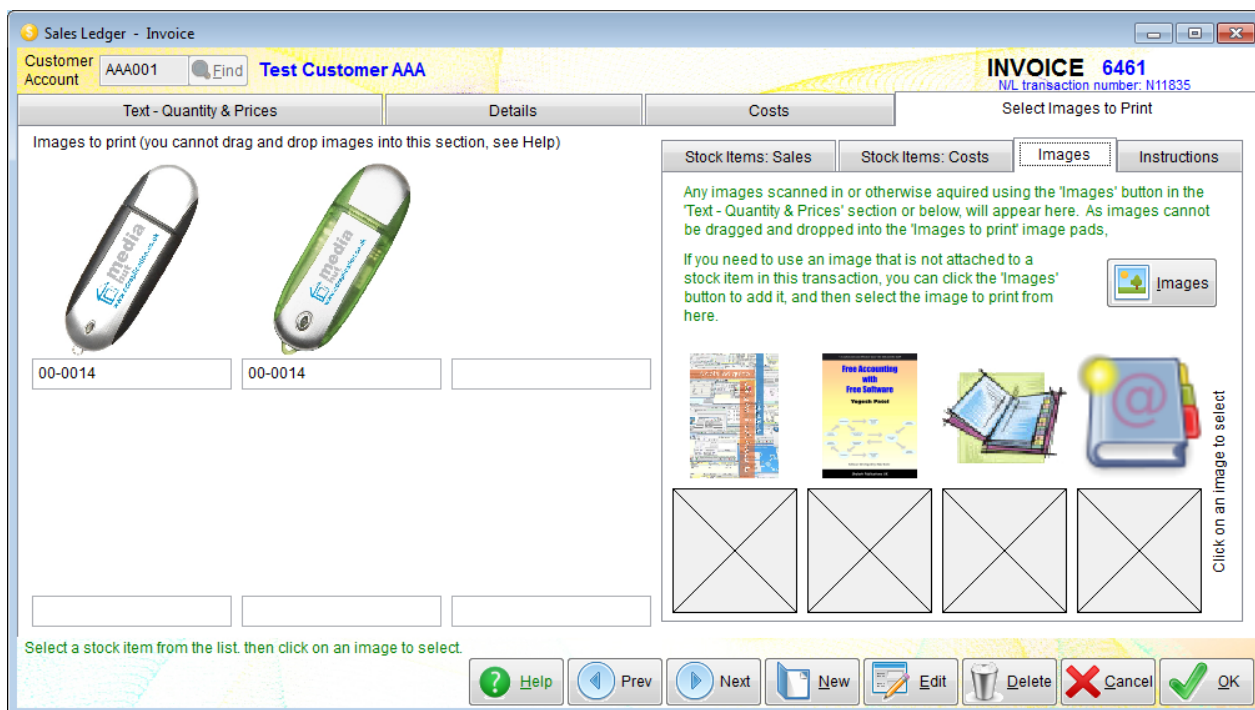 Sales Ledger - Invoice
Customer Account
AAA001
Find
Test Customer AAA
INVOICE 6461
N/L transaction number: N11835
Text - Quantity & Prices
Details
Costs
Select Images to Print
Images to print (you cannot drag and drop images into this section, see Help)
media
hut
media
hut
00-0014
00-0014
Stock Items: Sales
Stock Items: Costs
Images
Instructions
Any images scanned in or otherwise aquired using the 'Images' button in the
'Text - Quantity & Prices' section or below, will appear here. As images cannot
be dragged and dropped into the 'Images to print' image pads,
If you need to use an image that is not attached to a
stock item in this transaction, you can click the 'Images'
button to add it, and then select the image to print from
here.
Images
Free Accounting
with
Free Software
Yogesh Patel
@
Click on an image to select
Select a stock item from the list. then click on an image to select.
Help
Prev
Next
New
Edit
Delete
Cancel
OK